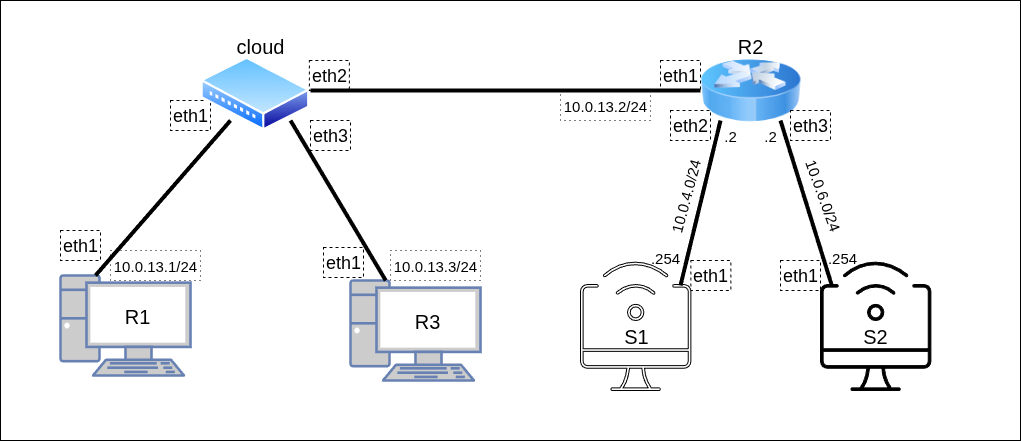 cloud
R2
eth2
eth1
eth1
10.0.13.2/24
eth3
eth2
eth3
.2
.2
10.0.4.0/24
10.0.6.0/24
eth1
10.0.13.1/24
eth1
10.0.13.3/24
.254
eth1
eth1
.254
R1
R3
S1
S2